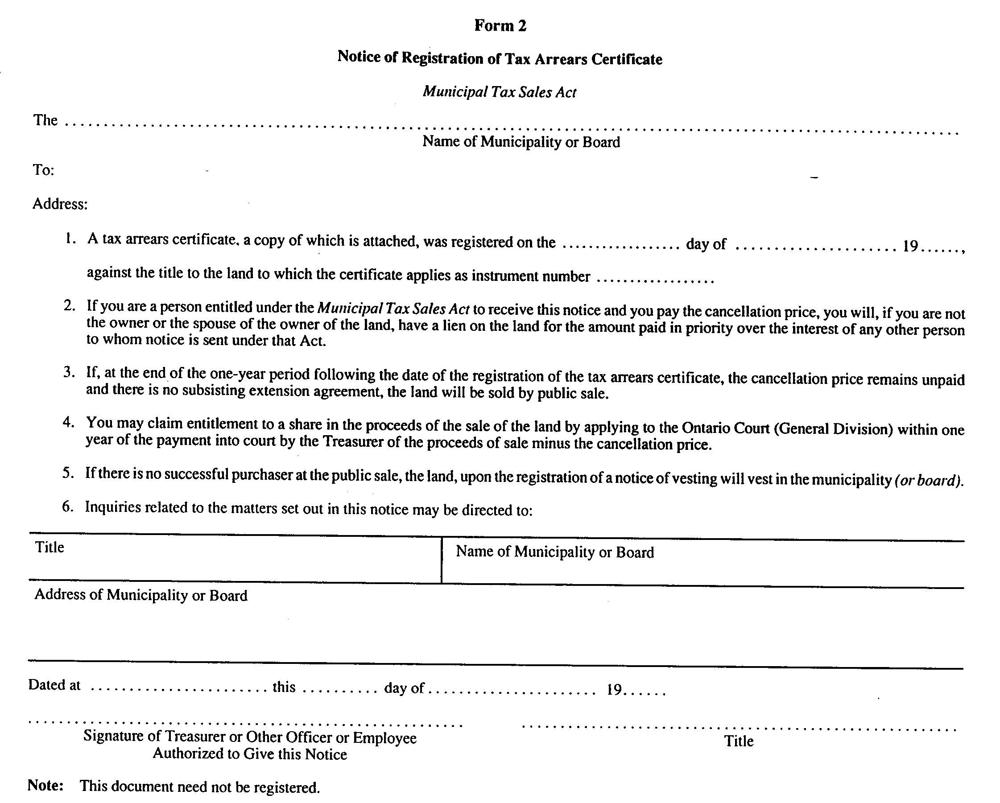 Form 2
Notice of Registration of Tax Arrears Certificate
Municipal Tax Sales Act
The ....................................................................................................................
Name of Municipality or Board
To:
Address:
1. A tax arrears certificate, a copy of which is attached, was registered on the .................. day of ..................... 19......,
against the title to the land to which the certificate applies as instrument number ..................
2. If you are a person entitled under the Municipal Tax Sales Act to receive this notice and you pay the cancellation price, you will, if you are not
the owner or the spouse of the owner of the land, have a lien on the land for the amount paid in priority over the interest of any other person
to whom notice is sent under that Act.
3. If, at the end of the one-year period following the date of the registration of the tax arrears certificate, the cancellation price remains unpaid
and there is no subsisting extension agreement, the land will be sold by public sale.
4. You may claim entitlement to a share in the proceeds of the sale of the land by applying to the Ontario Court (General Division) within one
year of the payment into court by the Treasurer of the proceeds of sale minus the cancellation price.
5. If there is no successful purchaser at the public sale, the land, upon the registration of a notice of vesting will vest in the municipality (or board).
6. Inquiries related to the matters set out in this notice may be directed to:
Title
Name of Municipality or Board
Address of Municipality or Board
Dated at ....................... this .......... day of...................... 19......
......................................................... .........................................................
Signature of Treasurer or Other Officer or Employee Title
Authorized to Give this Notice
Note: This document need not be registered.